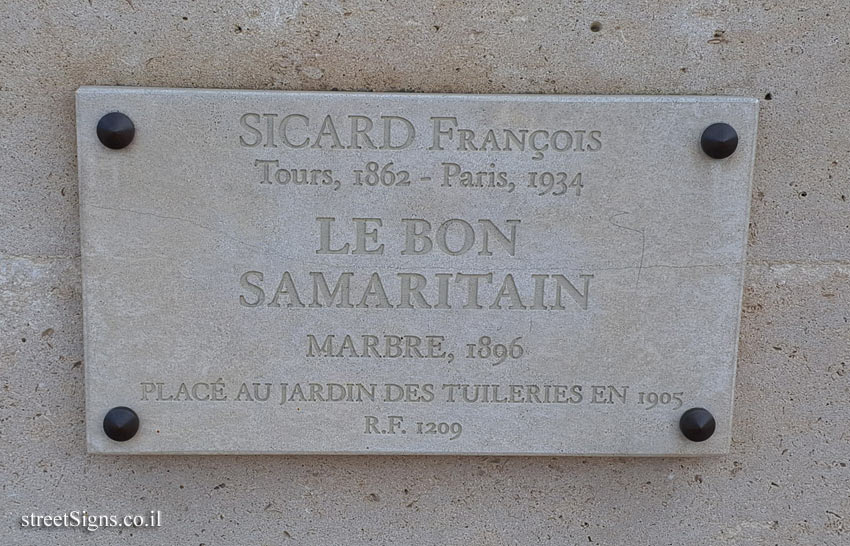 SICARD FRANÇOIS
Tours, 1862 - Paris, 1934
LE BON
SAMARITAIN
MARBRE, 1896
PLACÉ AU JARDIN DES TUILERIES EN 1905
R.F. 1209
streetSigns.co.il